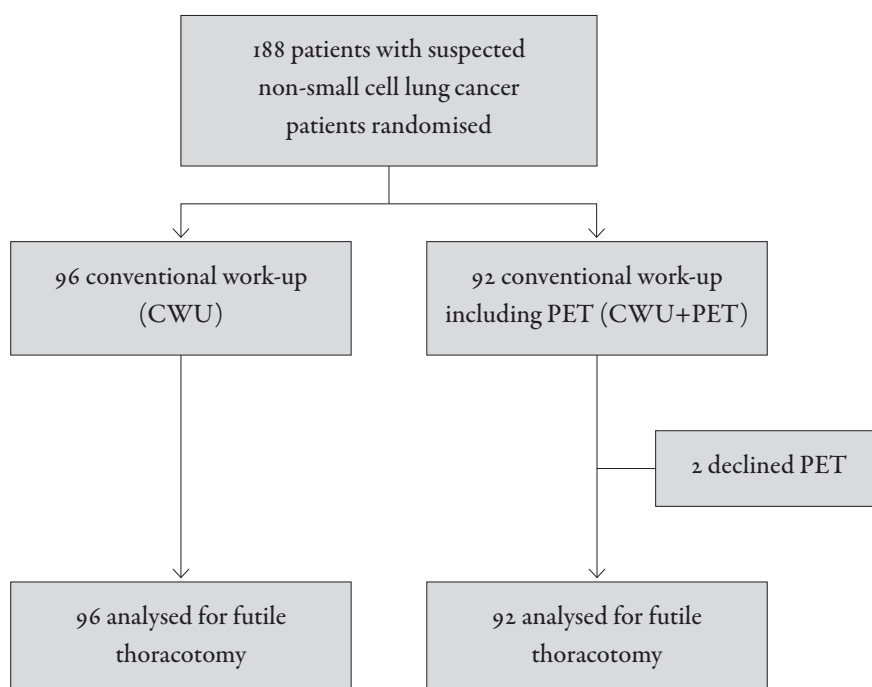 188 patients with suspected
non-small cell lung cancer
patients randomised
96 conventional work-up
(CWU)
92 conventional work-up
including PET (CWU+PET)
2 declined PET
96 analysed for futile
thoracotomy
92 analysed for futile
thoracotomy